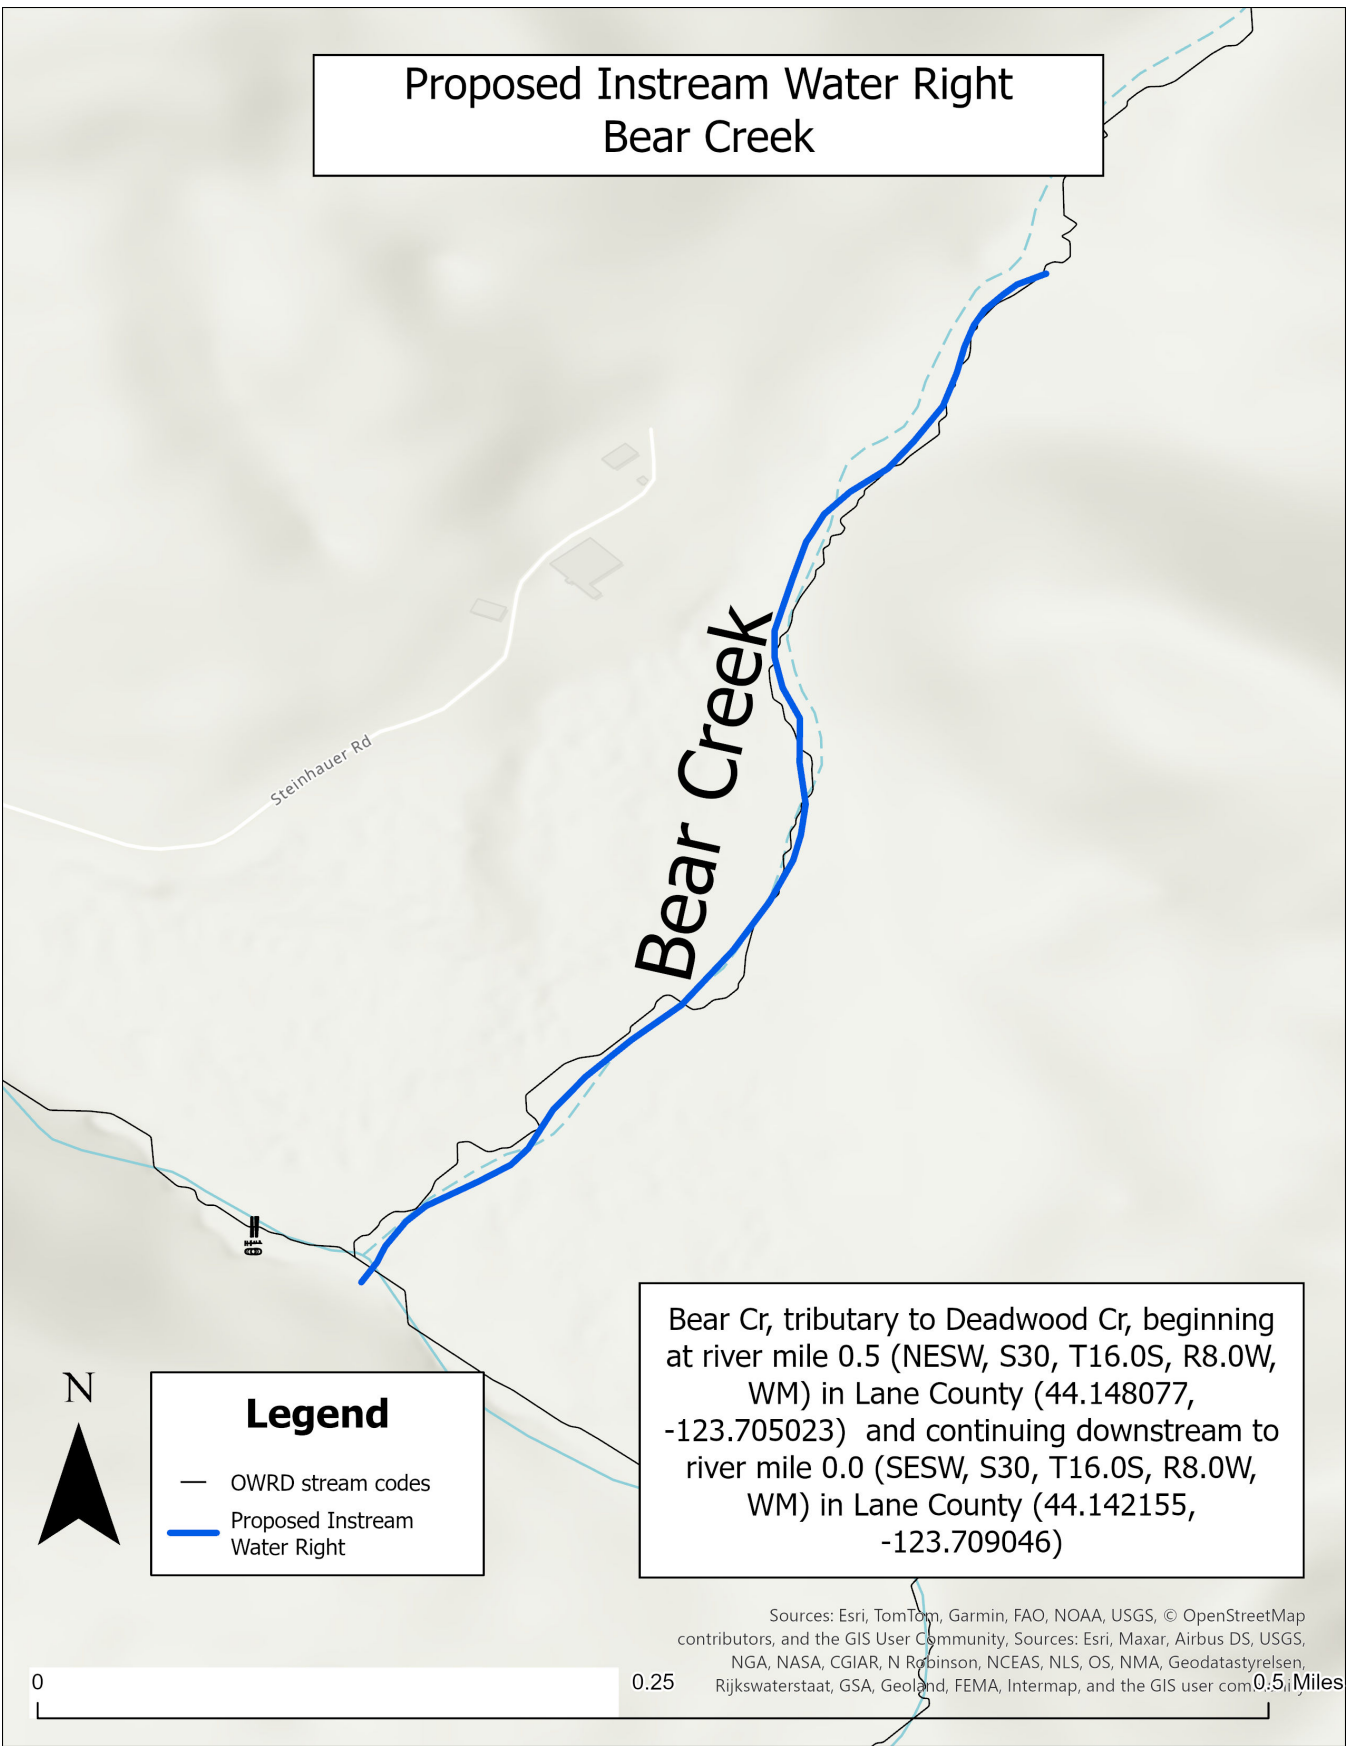 Proposed Instream Water Right
Bear Creek
Steinhauer Rd
Bear Creek
N
Legend
OWRD stream codes
Proposed Instream
Water Right
Bear Cr, tributary to Deadwood Cr, beginning
at river mile 0.5 (NESW, S30, T16.0S, R8.0W,
WM) in Lane County (44.148077,
-123.705023)  and continuing downstream to
river mile 0.0 (SESW, S30, T16.0S, R8.0W,
WM) in Lane County (44.142155,
-123.709046)
Sources: Esri, TomTom, Garmin, FAO, NOAA, USGS, © OpenStreetMap
contributors, and the GIS User Community, Sources: Esri, Maxar, Airbus DS, USGS,
NGA, NASA, CGIAR, N Robinson, NCEAS, NLS, OS, NMA, Geodatastyrelsen,
Rijkswaterstaat, GSA, Geoland, FEMA, Intermap, and the GIS user
0 0.25 0.5 Miles